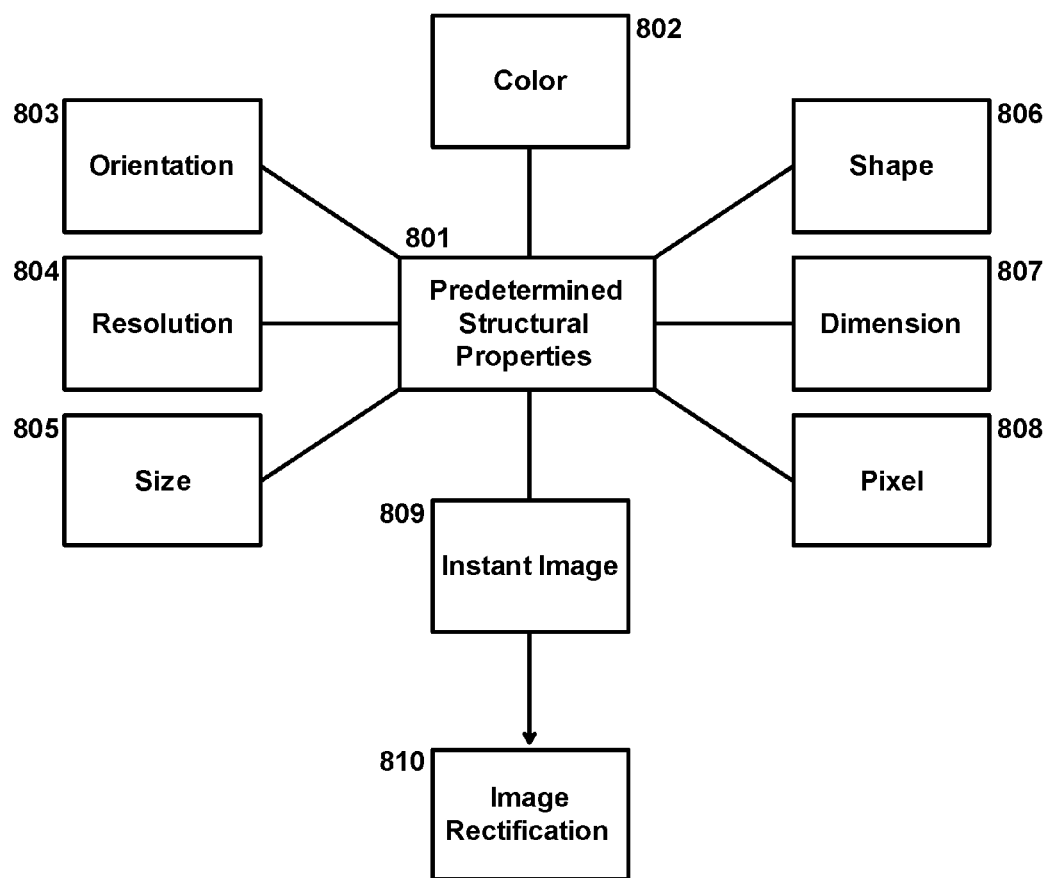 802
Color
803
Orientation
806
Shape
801
Predetermined
Structural
Properties
804
Resolution
807
Dimension
805
Size
808
Pixel
809
Instant Image
810
Image
Rectification